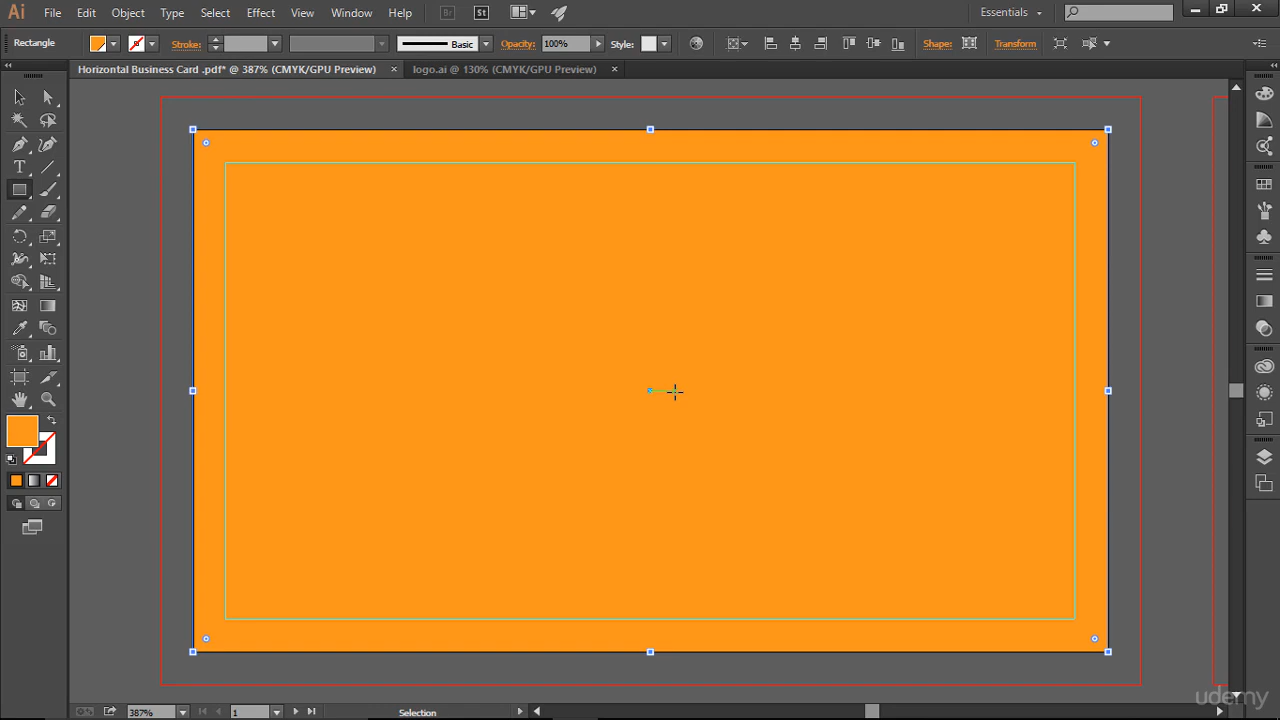 Ai File Edit Object Type Select Effect View Window Help Br St Essentials
Rectangle Stroke: Basic Opacity: 100% Style: Shape: Transform
Horizontal Business Card .pdf* @ 387% (CMYK/GPU Preview) × logo.ai @ 130% (CMYK/GPU Preview) ×
T
387% 1 Selection
udemy